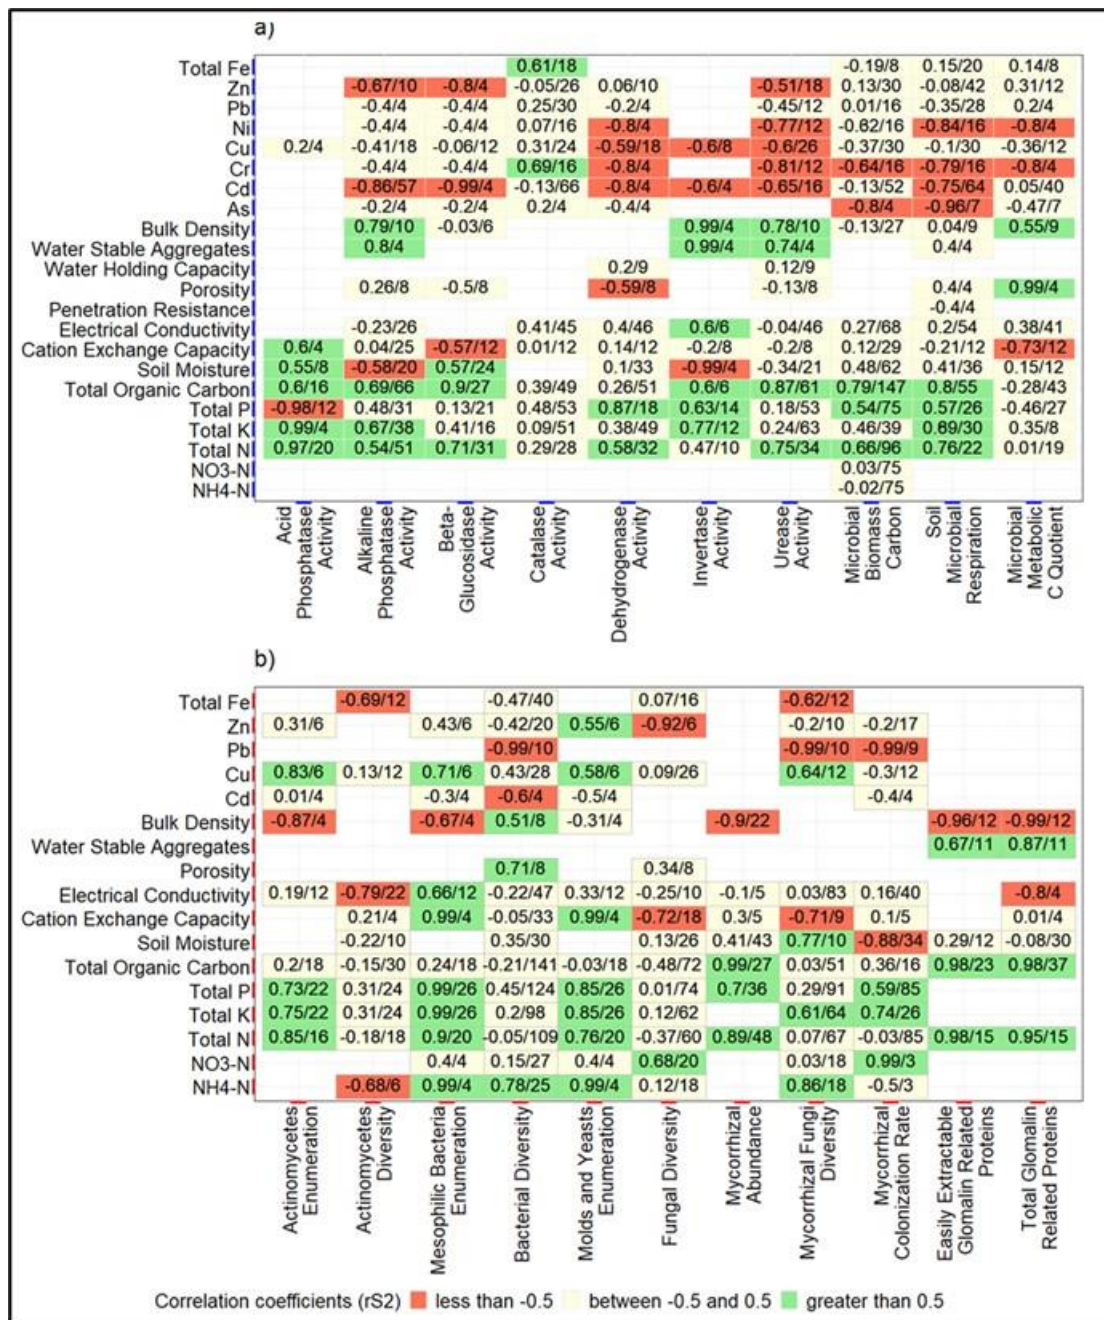 a)
Total Fe 0.61/18 -0.19/8 0.15/20 0.14/8
Zn -0.67/10 -0.8/4 -0.05/26 0.06/10 -0.51/18 0.13/30 -0.08/42 0.31/12
Pb -0.4/4 -0.4/4 0.25/30 -0.2/4 -0.45/12 0.01/16 -0.35/28 0.2/4
Ni -0.4/4 -0.4/4 0.07/16 -0.8/4 -0.77/12 -0.62/16 -0.84/16 -0.8/4
Cu 0.2/4 -0.41/18 -0.06/12 0.31/24 -0.59/18 -0.6/8 -0.6/26 -0.37/30 -0.1/30 -0.36/12
Cr -0.4/4 -0.4/4 0.69/16 -0.8/4 -0.81/12 -0.64/16 -0.79/16 -0.8/4
Cd -0.86/57 -0.99/4 -0.13/66 -0.8/4 -0.6/4 -0.65/16 -0.13/52 -0.75/64 0.05/40
As -0.2/4 -0.2/4 0.2/4 -0.4/4 -0.8/4 -0.96/7 -0.47/7
Bulk Density 0.79/10 -0.03/6 0.99/4 0.78/10 -0.13/27 0.04/9 0.55/9
Water Stable Aggregates 0.8/4 0.99/4 0.74/4 0.4/4
Water Holding Capacity 0.2/9 0.12/9
Porosity 0.26/8 -0.5/8 -0.59/8 -0.13/8 0.4/4 0.99/4
Penetration Resistance -0.4/4
Electrical Conductivity -0.23/26 0.41/45 0.4/46 0.6/6 -0.04/46 0.27/68 0.2/54 0.38/41
Cation Exchange Capacity 0.6/4 0.04/25 -0.57/12 0.01/12 0.14/12 -0.2/8 -0.2/8 0.12/29 -0.21/12 -0.73/12
Soil Moisture 0.55/8 -0.58/20 0.57/24 0.1/33 -0.99/4 -0.34/21 0.48/62 0.41/36 0.15/12
Total Organic Carbon 0.6/16 0.69/66 0.9/27 0.39/49 0.26/51 0.6/6 0.87/61 0.79/147 0.8/55 -0.28/43
Total P -0.98/12 0.48/31 0.13/21 0.48/53 0.87/18 0.63/14 0.18/53 0.54/75 0.57/26 -0.46/27
Total K 0.99/4 0.67/38 0.41/16 0.09/51 0.38/49 0.77/12 0.24/63 0.46/39 0.69/30 0.35/8
Total N 0.97/20 0.54/51 0.71/31 0.29/28 0.58/32 0.47/10 0.75/34 0.66/96 0.76/22 0.01/19
NO3-N 0.03/75
NH4-N -0.02/75
Acid
Phosphatase Activity
Alkaline
Phosphatase Activity
Beta-
Glucosidase Activity
Catalase
Activity
Dehydrogenase
Activity
Invertase
Activity
Urease
Activity
Microbial
Biomass
Carbon
Soil
Microbial
Respiration
Microbial
Metabolic
C Quotient
b)
Total Fe -0.69/12 -0.47/40 0.07/16 -0.62/12
Zn 0.31/6 0.43/6 -0.42/20 0.55/6 -0.92/6 -0.2/10 -0.2/17
Pb -0.99/10 -0.99/10 -0.99/9
Cu 0.83/6 0.13/12 0.71/6 0.43/28 0.58/6 0.09/26 0.64/12 -0.3/12
Cd 0.01/4 -0.3/4 -0.6/4 -0.5/4 -0.4/4
Bulk Density -0.87/4 -0.67/4 0.51/8 -0.31/4 -0.9/22 -0.96/12 -0.99/12
Water Stable Aggregates 0.67/11 0.87/11
Porosity 0.71/8 0.34/8
Electrical Conductivity 0.19/12 -0.79/22 0.66/12 -0.22/47 0.33/12 -0.25/10 -0.1/5 0.03/83 0.16/40 -0.8/4
Cation Exchange Capacity 0.21/4 0.99/4 -0.05/33 0.99/4 -0.72/18 0.3/5 -0.71/9 0.1/5 0.01/4
Soil Moisture -0.22/10 0.35/30 0.13/26 0.41/43 0.77/10 -0.88/34 0.29/12 -0.08/30
Total Organic Carbon 0.2/18 -0.15/30 0.24/18 -0.21/141 -0.03/18 -0.48/72 0.99/27 0.03/51 0.36/16 0.98/23 0.98/37
Total P 0.73/22 0.31/24 0.99/26 0.45/124 0.85/26 0.01/74 0.7/36 0.29/91 0.59/85
Total K 0.75/22 0.31/24 0.99/26 0.2/98 0.85/26 0.12/62 0.61/64 0.74/26
Total N 0.85/16 -0.18/18 0.9/20 -0.05/109 0.76/20 -0.37/60 0.89/48 0.07/67 -0.03/85 0.98/15 0.95/15
NO3-N 0.4/4 0.15/27 0.4/4 0.68/20 0.03/18 0.99/3
NH4-N -0.68/6 0.99/4 0.78/25 0.99/4 0.12/18 0.86/18 -0.5/3
Actinomycetes
Enumeration
Actinomycetes
Diversity
Mesophilic Bacteria
Enumeration
Bacterial Diversity
Molds and Yeasts
Enumeration
Fungal Diversity
Mycorrhizal
Abundance
Mycorrhizal Fungi
Diversity
Mycorrhizal
Colonization Rate
Easily Extractable
Glomalin Related
Proteins
Total Glomalin
Related Proteins
Correlation coefficients (rS2) less than -0.5 between -0.5 and 0.5 greater than 0.5